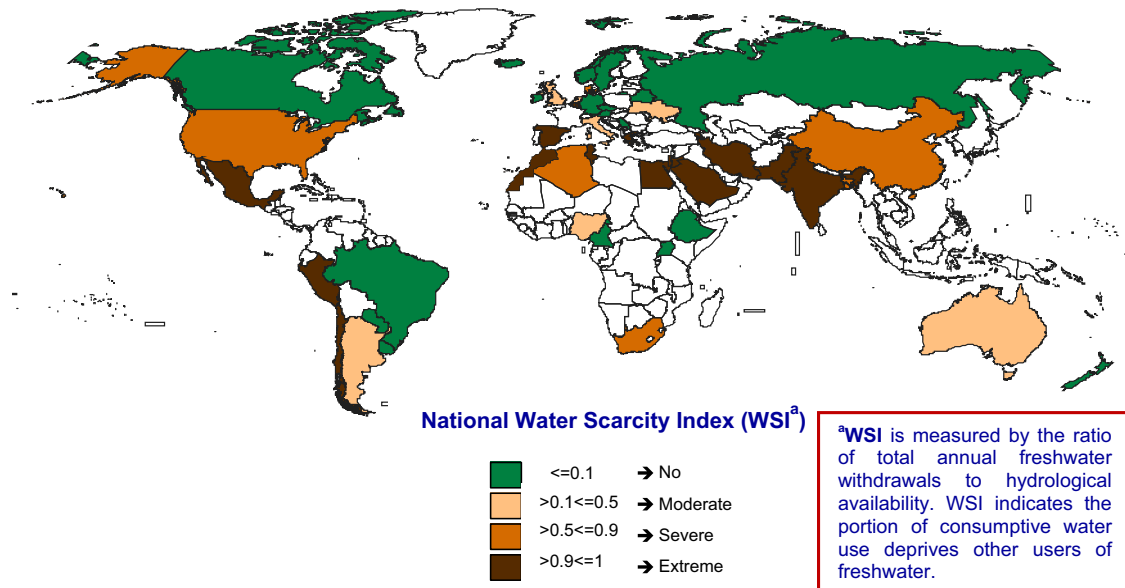 National Water Scarcity Index (WSIᵃ)
<=0.1 ➔ No
>0.1<=0.5 ➔ Moderate
>0.5<=0.9 ➔ Severe
>0.9<=1 ➔ Extreme
ᵃWSI is measured by the ratio
of total annual freshwater
withdrawals to hydrological
availability. WSI indicates the
portion of consumptive water
use deprives other users of
freshwater.